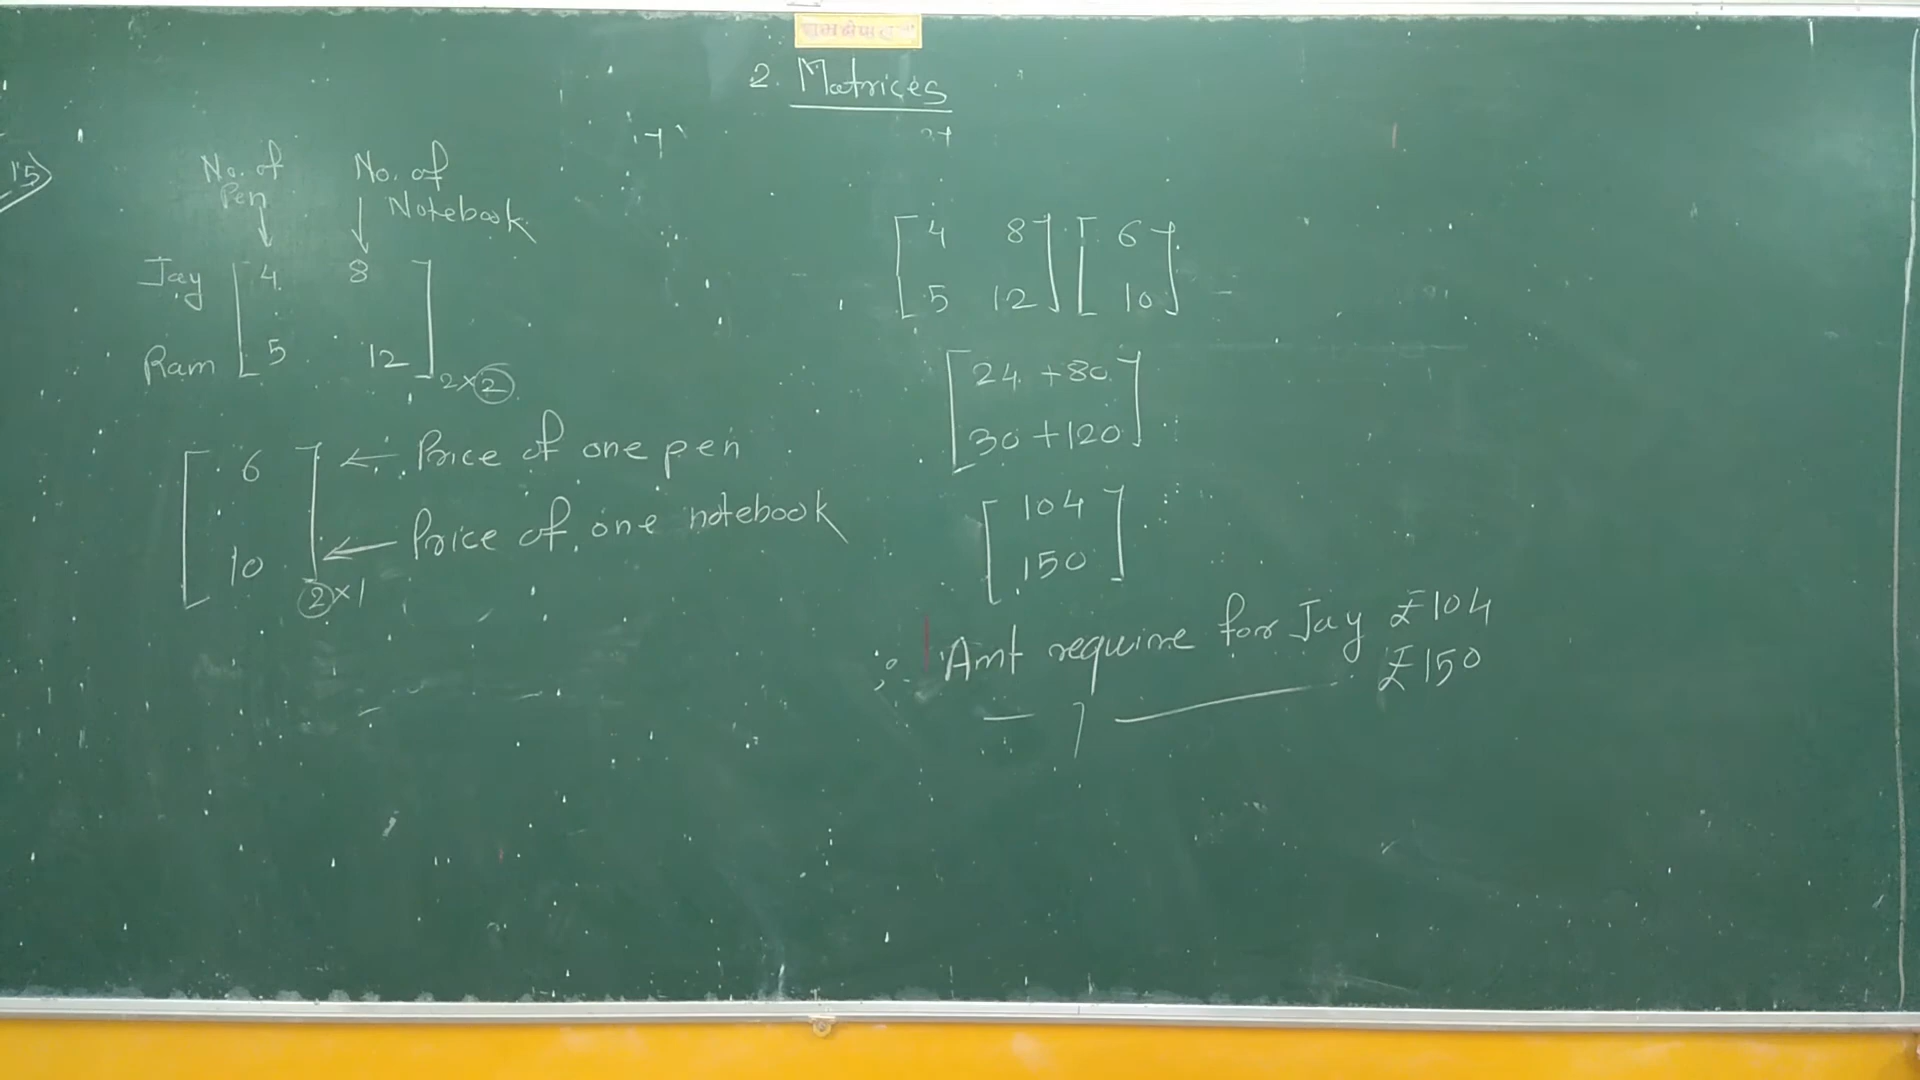 2. Matrices
15)
No. of Pen
No. of Notebook
Jay [ 4 8 ]
Ram [ 5 12 ] 2×2
[ 6 ] ← Price of one pen
[ 10 ] ← Price of one notebook
2×1
[ 4 8 ] [ 6 ]
[ 5 12 ] [ 10 ]
[ 24 + 80 ]
[ 30 + 120 ]
[ 104 ]
[ 150 ]
∴ Amt require for Jay ₤104
— 〃 — ₤150